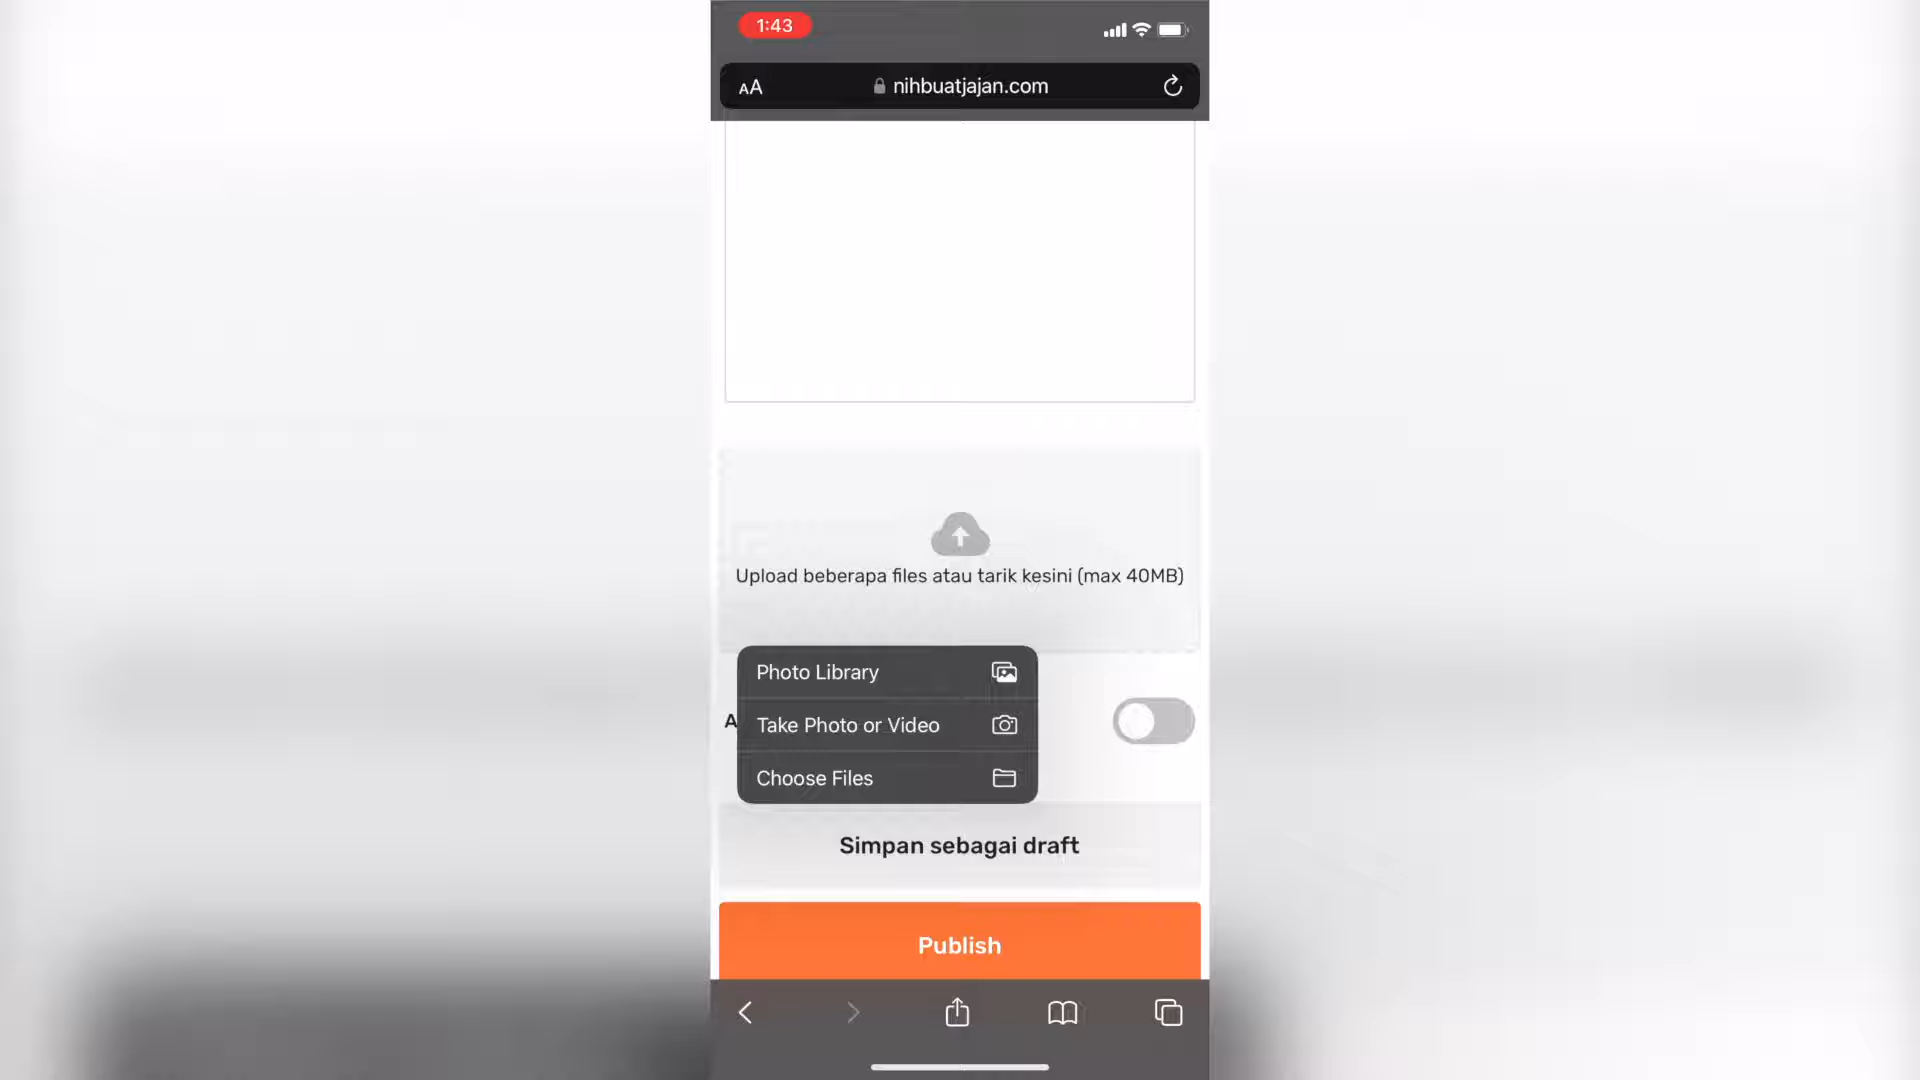 1:43
AA nihbuatjajan.com
Upload beberapa files atau tarik kesini (max 40MB)
Photo Library
A
Take Photo or Video
Choose Files
Simpan sebagai draft
Publish